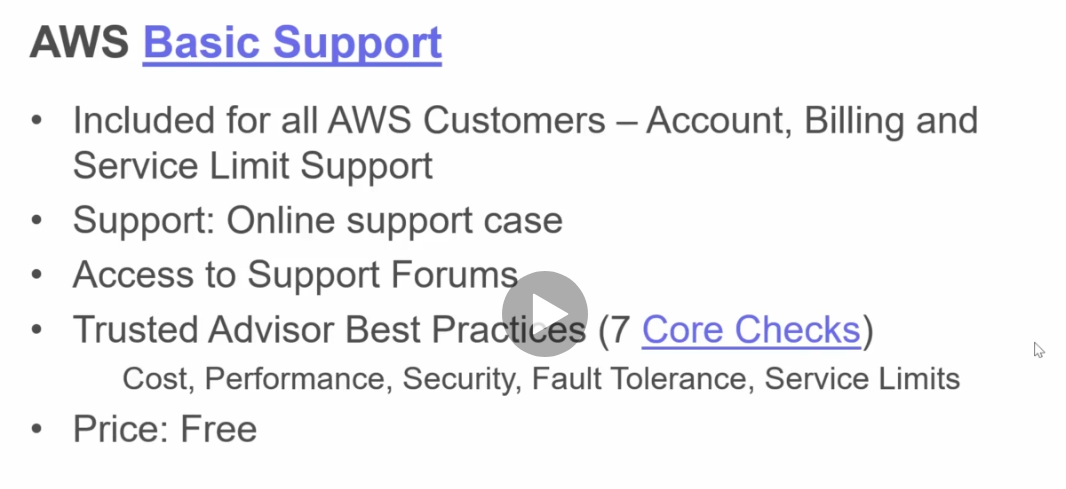 AWS Basic Support
• Included for all AWS Customers – Account, Billing and
Service Limit Support
• Support: Online support case
• Access to Support Forums
• Trusted Advisor Best Practices (7 Core Checks)
Cost, Performance, Security, Fault Tolerance, Service Limits
• Price: Free